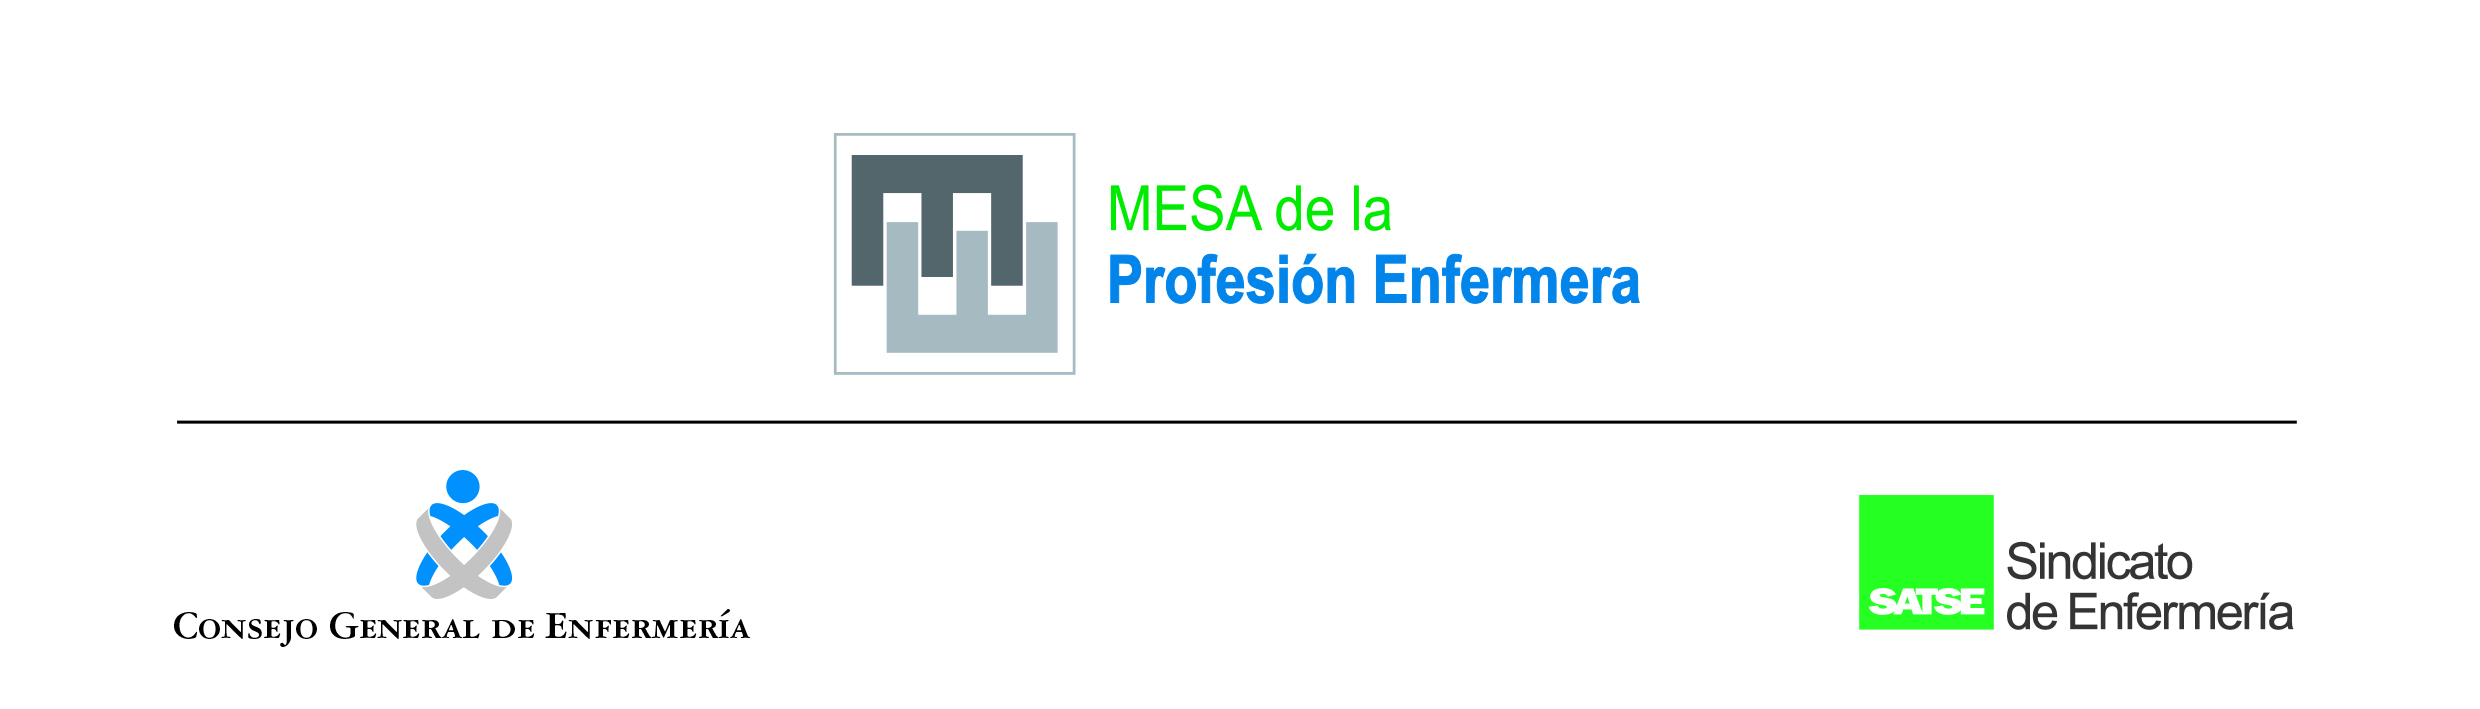 MESA de la
Profesión Enfermera
CONSEJO GENERAL DE ENFERMERÍA
SATSE
Sindicato
de Enfermería